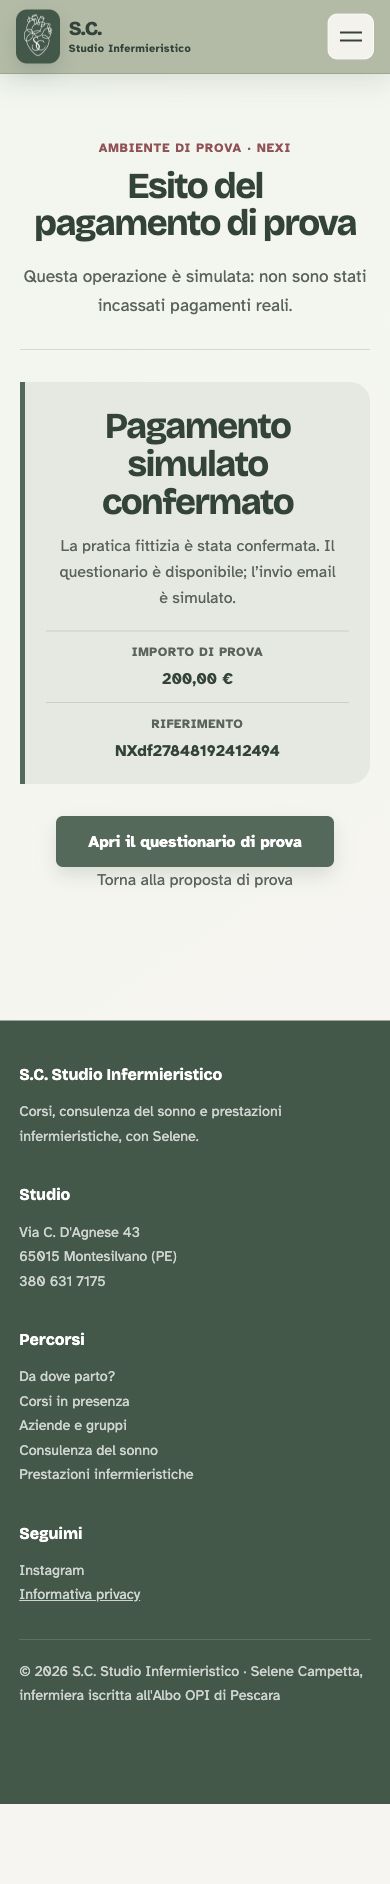 S.C.
Studio Infermieristico
AMBIENTE DI PROVA · NEXI
Esito del
pagamento di prova
Questa operazione è simulata: non sono stati
incassati pagamenti reali.
Pagamento
simulato
confermato
La pratica fittizia è stata confermata. Il
questionario è disponibile; l’invio email
è simulato.
IMPORTO DI PROVA
200,00 €
RIFERIMENTO
NXdf27848192412494
Apri il questionario di prova
Torna alla proposta di prova
S.C. Studio Infermieristico
Corsi, consulenza del sonno e prestazioni
infermieristiche, con Selene.
Studio
Via C. D'Agnese 43
65015 Montesilvano (PE)
380 631 7175
Percorsi
Da dove parto?
Corsi in presenza
Aziende e gruppi
Consulenza del sonno
Prestazioni infermieristiche
Seguimi
Instagram
Informativa privacy
© 2026 S.C. Studio Infermieristico · Selene Campetta,
infermiera iscritta all'Albo OPI di Pescara